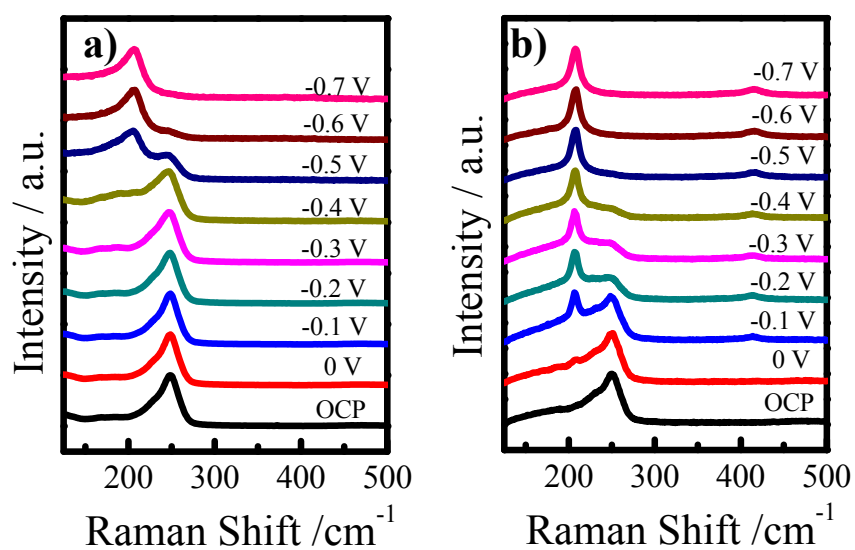 a)
-0.7 V
-0.6 V
-0.5 V
-0.4 V
-0.3 V
-0.2 V
-0.1 V
0 V
OCP
Intensity / a.u.
200 300 400 500
Raman Shift /cm⁻¹
b)
-0.7 V
-0.6 V
-0.5 V
-0.4 V
-0.3 V
-0.2 V
-0.1 V
0 V
OCP
Intensity / a.u.
200 300 400 500
Raman Shift /cm⁻¹